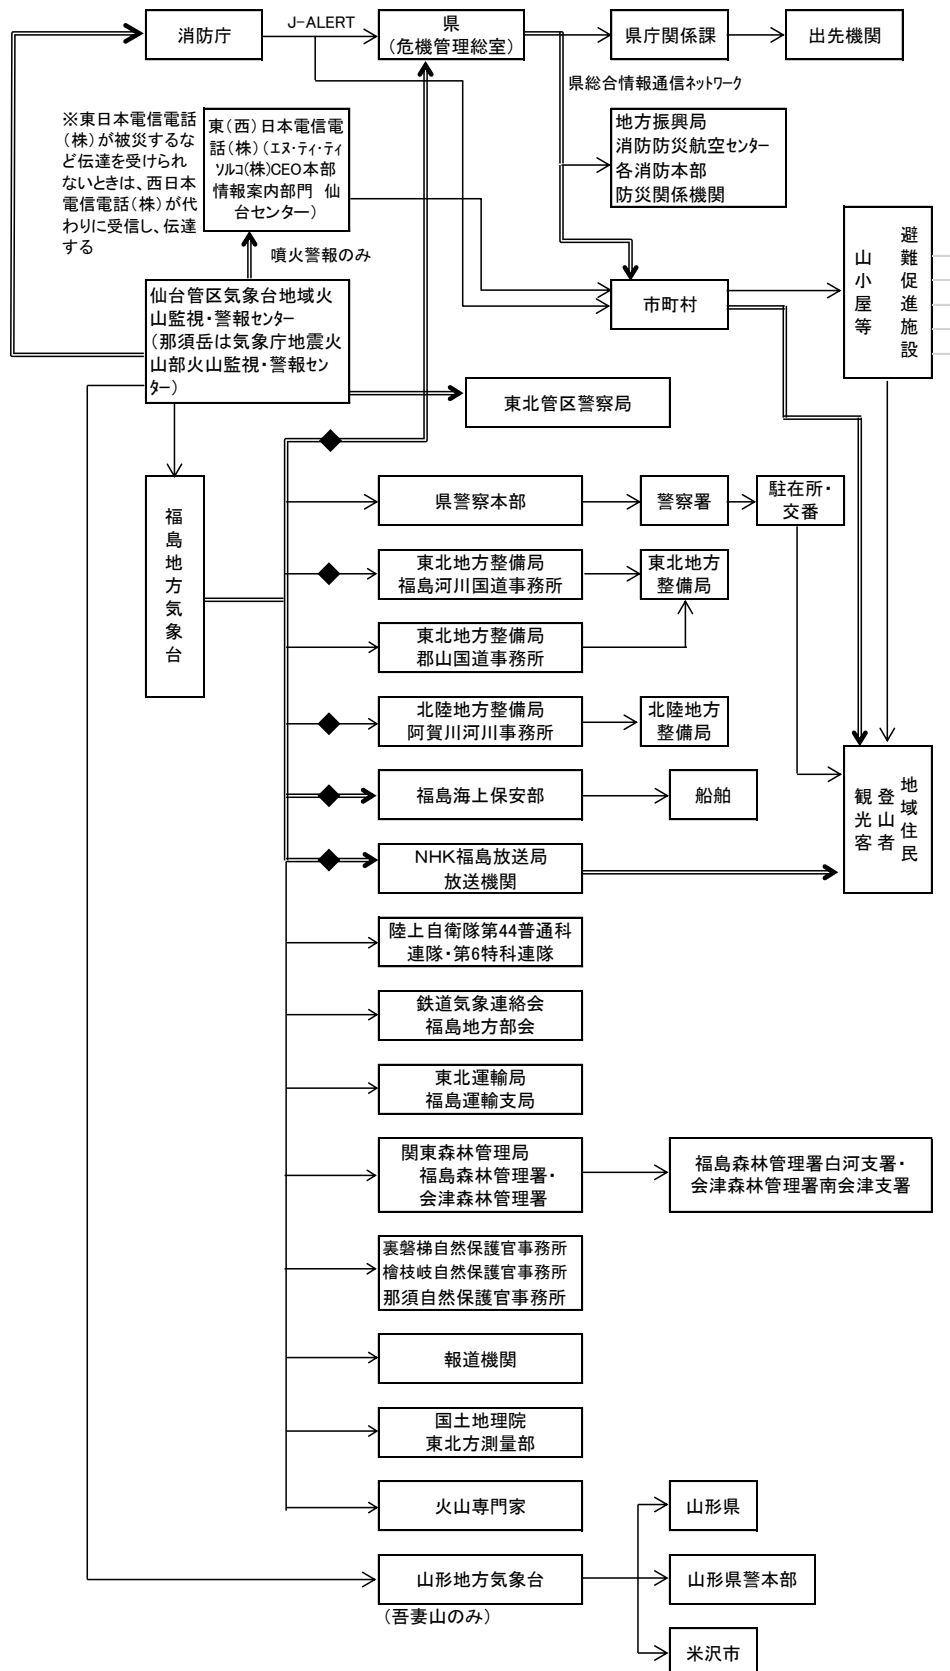 消防庁
J-ALERT
県
(危機管理総室)
県庁関係課
出先機関
県総合情報通信ネットワーク
※東日本電信電話
(株)が被災するな
ど伝達を受けられ
ないときは、西日本
電信電話(株)が代
わりに受信し、伝達
する
東(西)日本電信電
話(株)(エヌ・ティ・ティ
ソルコ(株)CEO本部
情報案内部門 仙
台センター)
地方振興局
消防防災航空センター
各消防本部
防災関係機関
噴火警報のみ
市町村
避難促進施設
山小屋等
仙台管区気象台地域火
山監視・警報センター
(那須岳は気象庁地震火
山部火山監視・警報セン
ター)
東北管区警察局
福島地方気象台
県警察本部
警察署
駐在所・
交番
東北地方整備局
福島河川国道事務所
東北地方
整備局
東北地方整備局
郡山国道事務所
北陸地方整備局
阿賀川河川事務所
北陸地方
整備局
福島海上保安部
船舶
地域住民
登山者
観光客
NHK福島放送局
放送機関
陸上自衛隊第44普通科
連隊・第6特科連隊
鉄道気象連絡会
福島地方部会
東北運輸局
福島運輸支局
関東森林管理局
福島森林管理署・
会津森林管理署
福島森林管理署白河支署・
会津森林管理署南会津支署
裏磐梯自然保護官事務所
檜枝岐自然保護官事務所
那須自然保護官事務所
報道機関
国土地理院
東北方測量部
火山専門家
山形県
山形地方気象台
(吾妻山のみ)
山形県警本部
米沢市